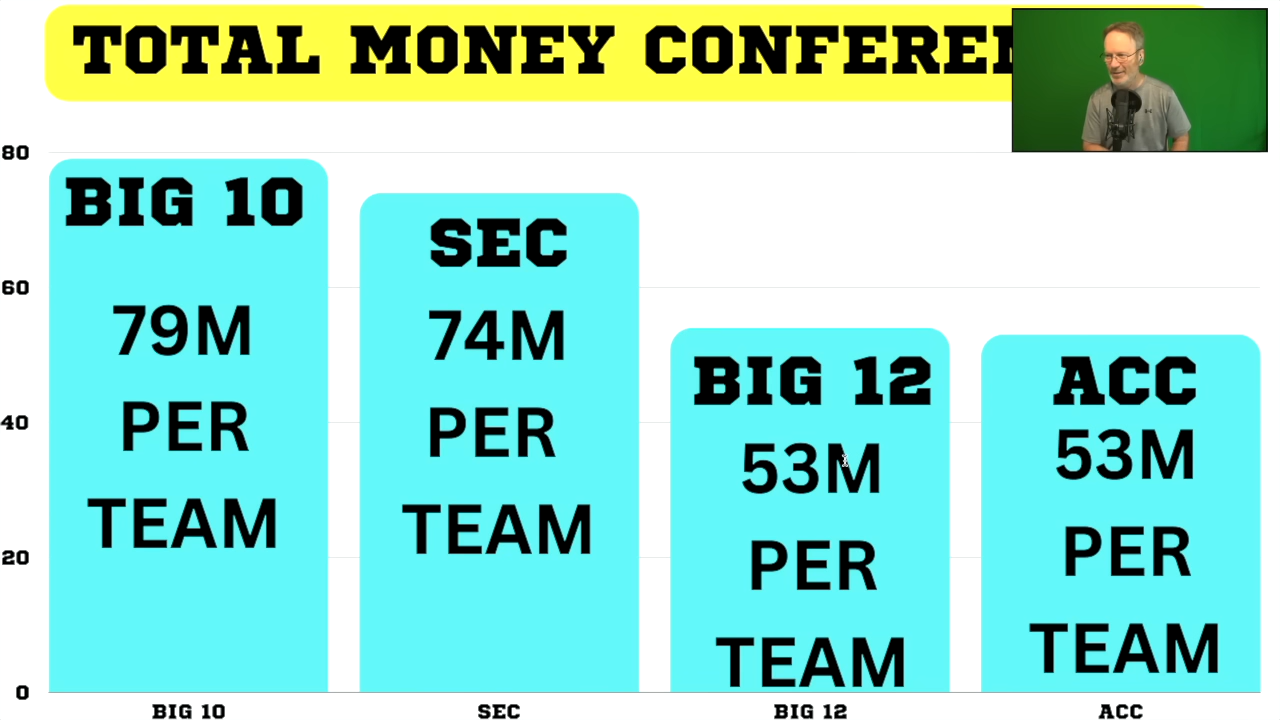 TOTAL MONEY
80
60
40
20
0
BIG 10
79M
PER
TEAM
SEC
74M
PER
TEAM
BIG 12
53M
PER
TEAM
ACC
53M
PER
TEAM
BIG 10
SEC
BIG 12
ACC